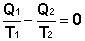 Q₁/T₁ - Q₂/T₂ = 0